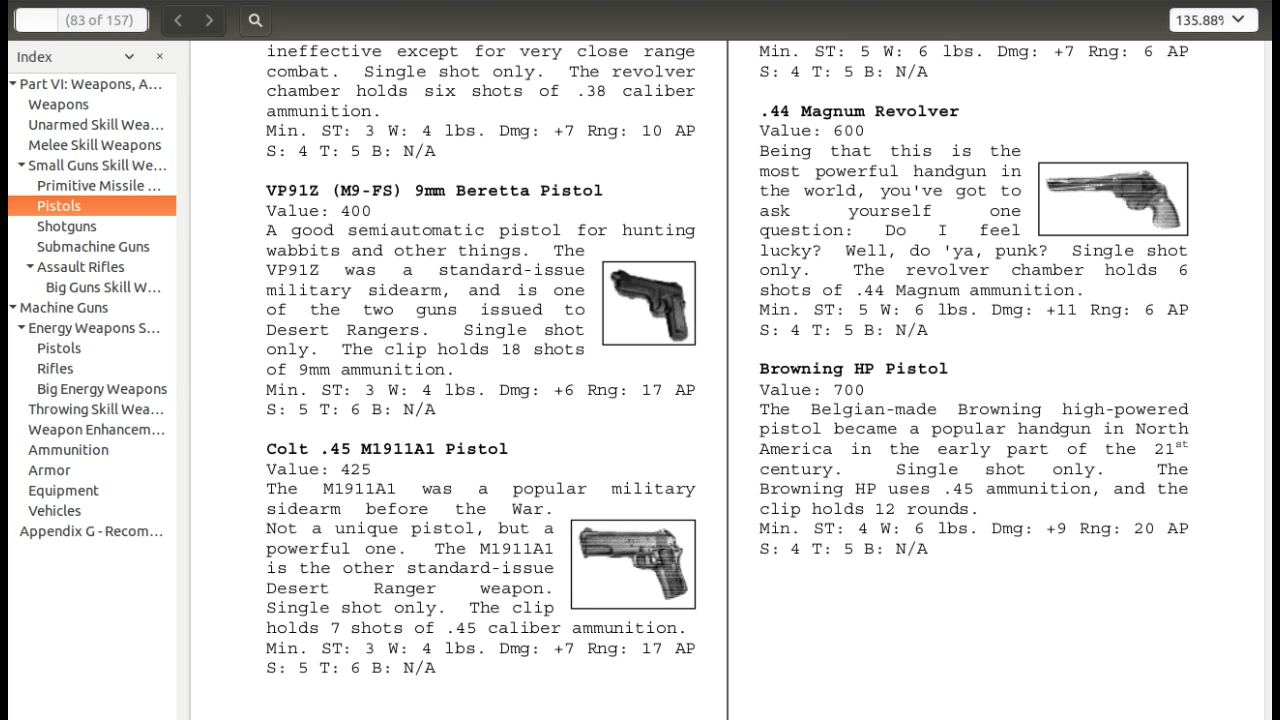 (83 of 157)
135.88%
Index
Part VI: Weapons, A...
Weapons
Unarmed Skill Wea...
Melee Skill Weapons
Small Guns Skill We...
Primitive Missile ...
Pistols
Shotguns
Submachine Guns
Assault Rifles
Big Guns Skill W...
Machine Guns
Energy Weapons S...
Pistols
Rifles
Big Energy Weapons
Throwing Skill Wea...
Weapon Enhancem...
Ammunition
Armor
Equipment
Vehicles
Appendix G - Recom...
ineffective except for very close range
combat. Single shot only. The revolver
chamber holds six shots of .38 caliber
ammunition.
Min. ST: 3 W: 4 lbs. Dmg: +7 Rng: 10 AP
S: 4 T: 5 B: N/A
VP91Z (M9-FS) 9mm Beretta Pistol
Value: 400
A good semiautomatic pistol for hunting
wabbits and other things. The
VP91Z was a standard-issue
military sidearm, and is one
of the two guns issued to
Desert Rangers. Single shot
only. The clip holds 18 shots
of 9mm ammunition.
Min. ST: 3 W: 4 lbs. Dmg: +6 Rng: 17 AP
S: 5 T: 6 B: N/A
Colt .45 M1911A1 Pistol
Value: 425
The M1911A1 was a popular military
sidearm before the War.
Not a unique pistol, but a
powerful one. The M1911A1
is the other standard-issue
Desert Ranger weapon.
Single shot only. The clip
holds 7 shots of .45 caliber ammunition.
Min. ST: 3 W: 4 lbs. Dmg: +7 Rng: 17 AP
S: 5 T: 6 B: N/A
Min. ST: 5 W: 6 lbs. Dmg: +7 Rng: 6 AP
S: 4 T: 5 B: N/A
.44 Magnum Revolver
Value: 600
Being that this is the
most powerful handgun in
the world, you've got to
ask yourself one
question: Do I feel
lucky? Well, do 'ya, punk? Single shot
only. The revolver chamber holds 6
shots of .44 Magnum ammunition.
Min. ST: 5 W: 6 lbs. Dmg: +11 Rng: 6 AP
S: 4 T: 5 B: N/A
Browning HP Pistol
Value: 700
The Belgian-made Browning high-powered
pistol became a popular handgun in North
America in the early part of the 21st
century. Single shot only. The
Browning HP uses .45 ammunition, and the
clip holds 12 rounds.
Min. ST: 4 W: 6 lbs. Dmg: +9 Rng: 20 AP
S: 4 T: 5 B: N/A